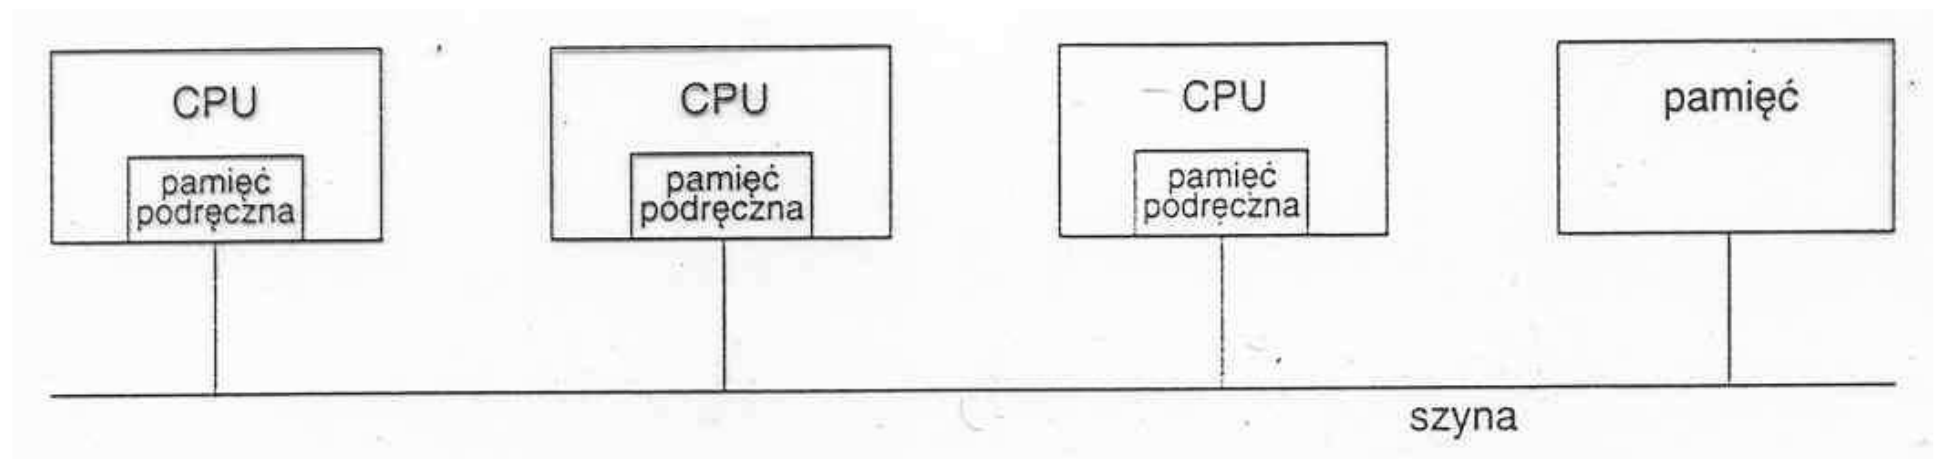 CPU
pamięć
podręczna
CPU
pamięć
podręczna
CPU
pamięć
podręczna
pamięć
szyna